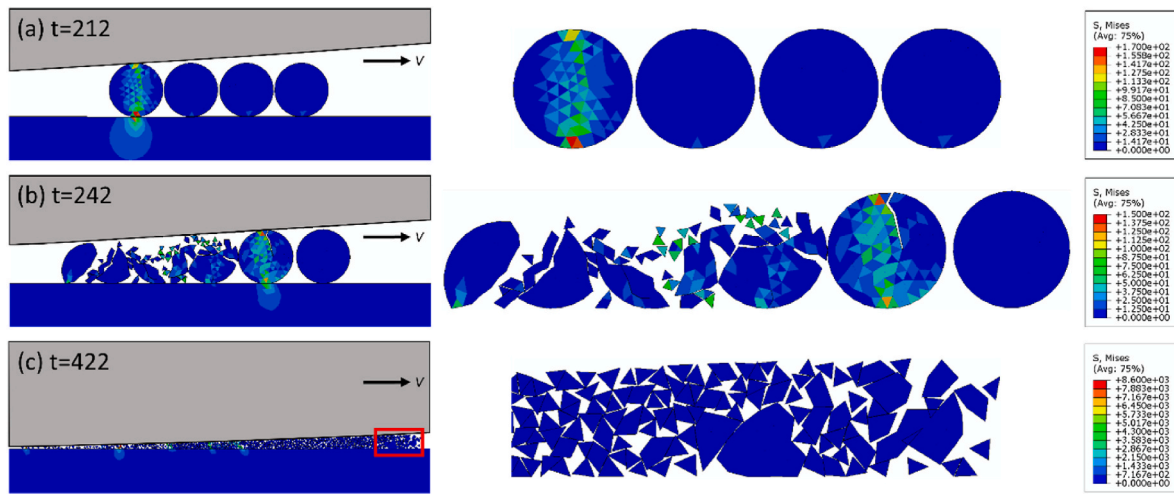 (a) t=212
V
S, Mises
(Avg: 75%)
+1.700e+02
+1.558e+02
+1.417e+02
+1.275e+02
+1.133e+02
+9.917e+01
+8.500e+01
+7.083e+01
+5.667e+01
+4.250e+01
+2.833e+01
+1.417e+01
+0.000e+00
(b) t=242
V
S, Mises
(Avg: 75%)
+1.500e+02
+1.375e+02
+1.250e+02
+1.125e+02
+1.000e+02
+8.750e+01
+7.500e+01
+6.250e+01
+5.000e+01
+3.750e+01
+2.500e+01
+1.250e+01
+0.000e+00
(c) t=422
V
S, Mises
(Avg: 75%)
+8.600e+03
+7.883e+03
+7.167e+03
+6.450e+03
+5.733e+03
+5.017e+03
+4.300e+03
+3.583e+03
+2.867e+03
+2.150e+03
+1.433e+03
+7.167e+02
+0.000e+00